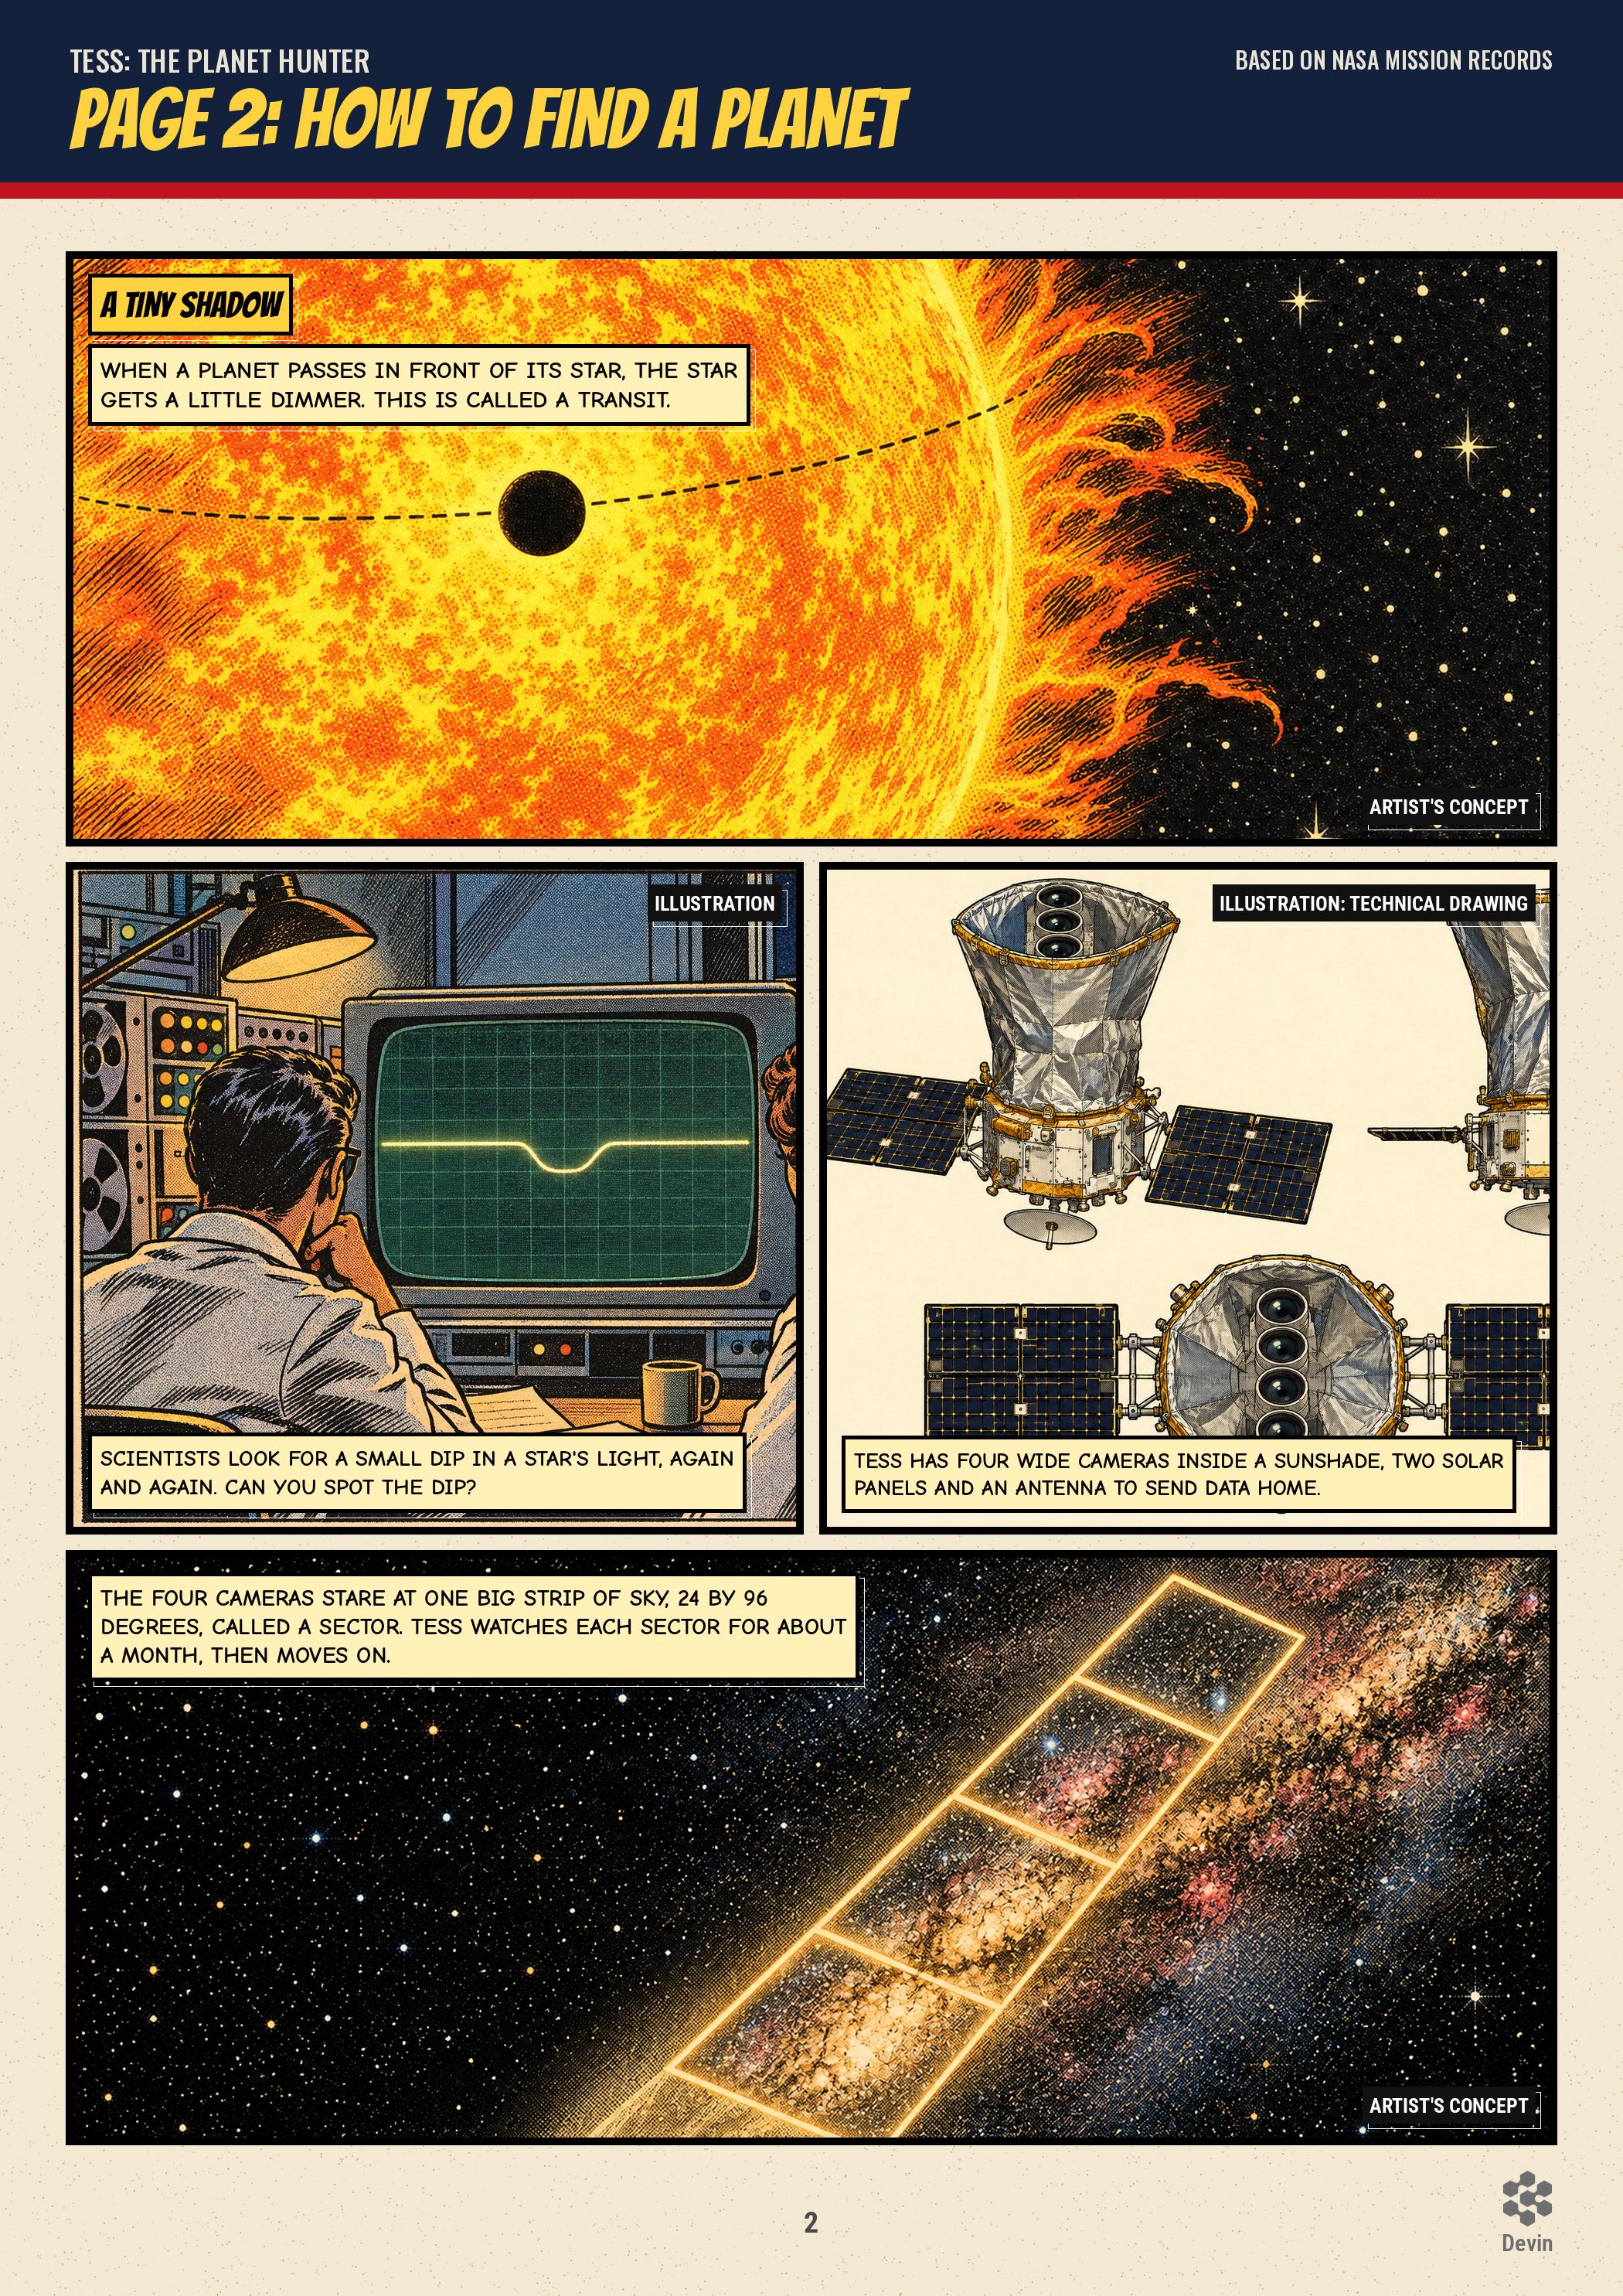 TESS: THE PLANET HUNTER
BASED ON NASA MISSION RECORDS
PAGE 2: HOW TO FIND A PLANET
A TINY SHADOW
WHEN A PLANET PASSES IN FRONT OF ITS STAR, THE STAR
GETS A LITTLE DIMMER. THIS IS CALLED A TRANSIT.
ARTIST'S CONCEPT
ILLUSTRATION
SCIENTISTS LOOK FOR A SMALL DIP IN A STAR'S LIGHT, AGAIN
AND AGAIN. CAN YOU SPOT THE DIP?
ILLUSTRATION: TECHNICAL DRAWING
TESS HAS FOUR WIDE CAMERAS INSIDE A SUNSHADE, TWO SOLAR
PANELS AND AN ANTENNA TO SEND DATA HOME.
THE FOUR CAMERAS STARE AT ONE BIG STRIP OF SKY, 24 BY 96
DEGREES, CALLED A SECTOR. TESS WATCHES EACH SECTOR FOR ABOUT
A MONTH, THEN MOVES ON.
ARTIST'S CONCEPT
2
Devin